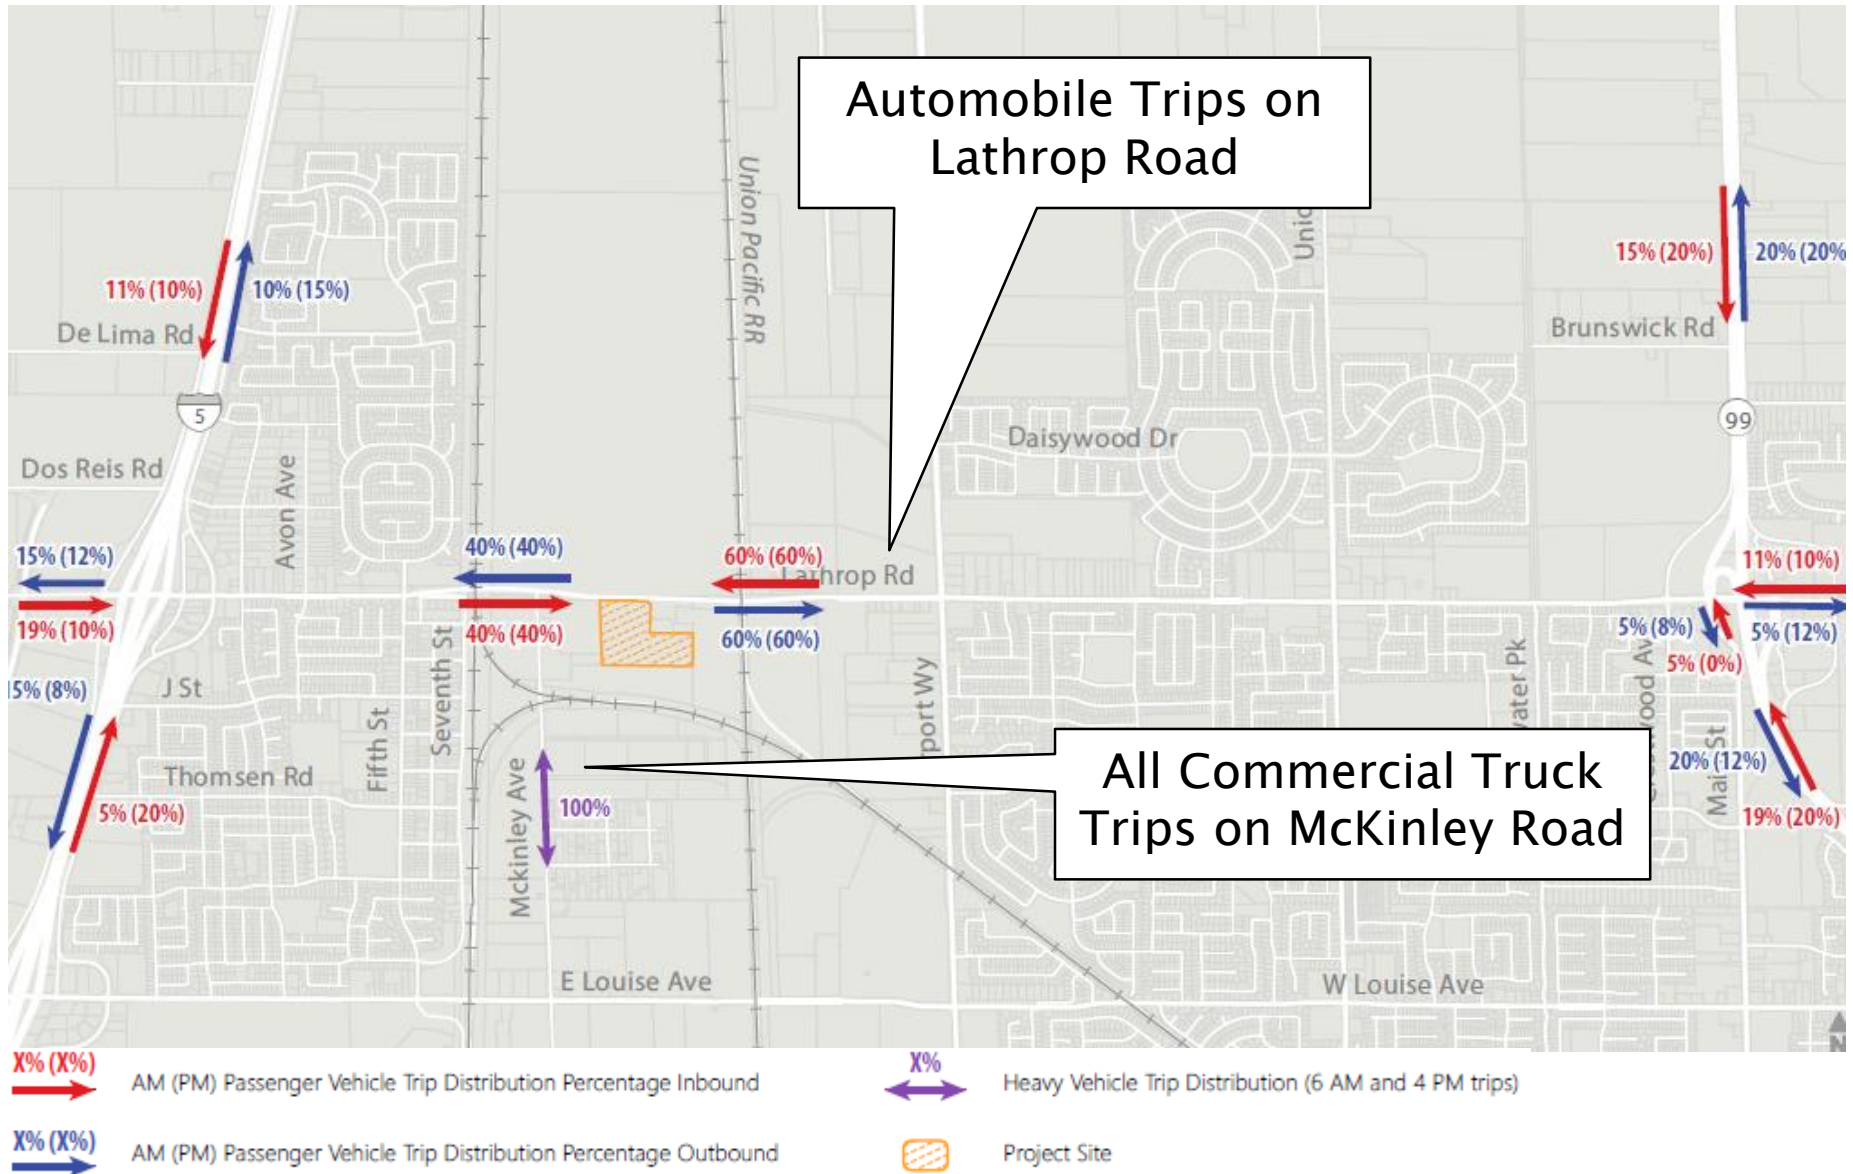 Automobile Trips on
Lathrop Road
Union Pacific RR
15% (20%)
20% (20%
11% (10%)
10% (15%)
De Lima Rd
Brunswick Rd
5
99
Daisywood Dr
Dos Reis Rd
Avon Ave
15% (12%)
40% (40%)
60% (60%)
11% (10%)
Lathrop Rd
19% (10%)
40% (40%)
60% (60%)
5% (8%)
5% (12%)
5% (0%)
Seventh St
J St
15% (8%)
Fifth St
Main St
All Commercial Truck
Trips on McKinley Road
Thomsen Rd
Mckinley Ave
100%
5% (20%)
20% (12%)
19% (20%)
E Louise Ave
W Louise Ave
N
X% (X%)
AM (PM) Passenger Vehicle Trip Distribution Percentage Inbound
X%
Heavy Vehicle Trip Distribution (6 AM and 4 PM trips)
X% (X%)
AM (PM) Passenger Vehicle Trip Distribution Percentage Outbound
Project Site